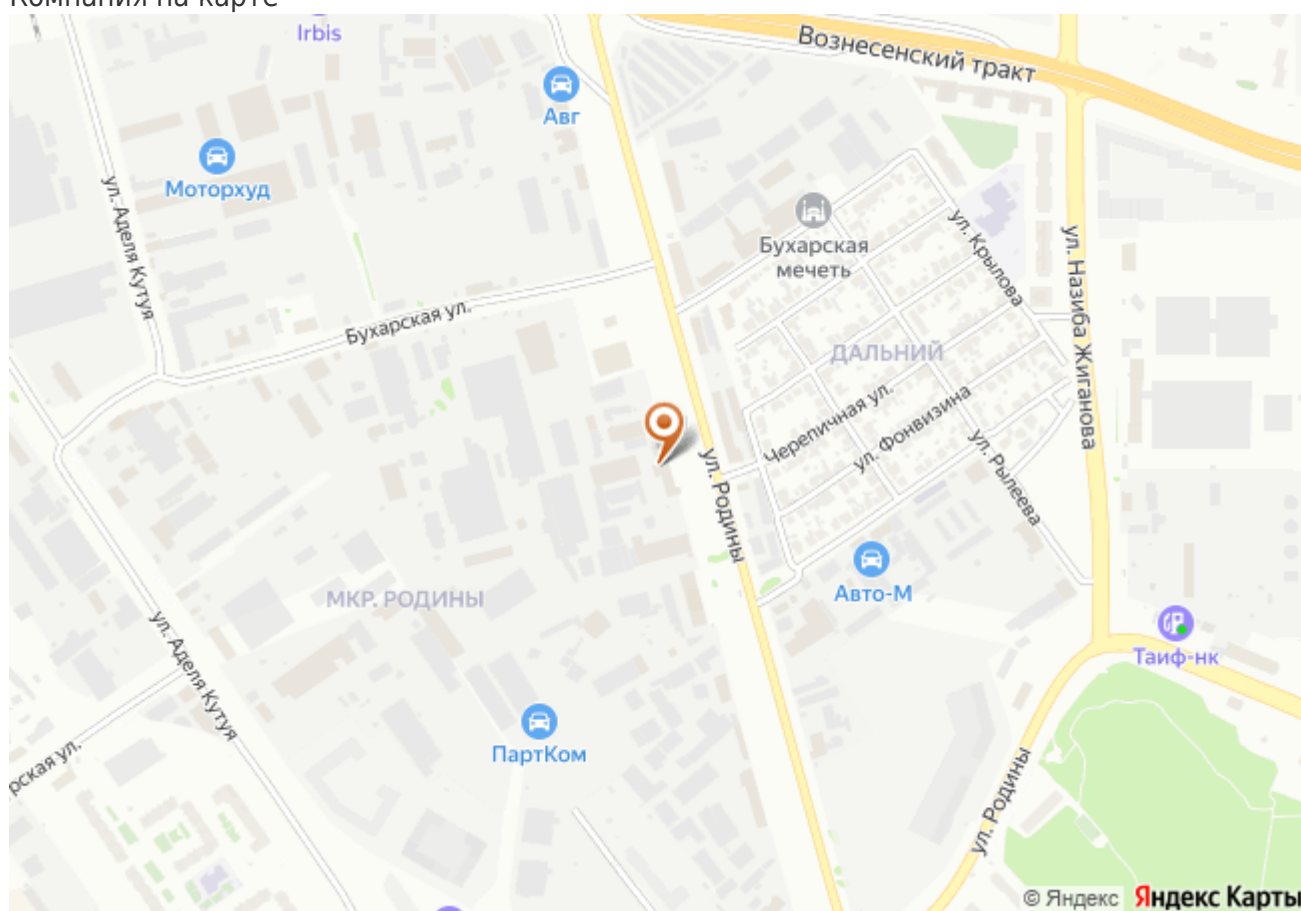 Компания на карте
Irbis
Вознесенский тракт
Авг
Моторхуд
ул. Аделя Кутуя
Бухарская
мечеть
ул. Крылова
ул. Назиба Жиганова
Бухарская ул.
ДАЛЬНИЙ
Черепичная ул.
ул. Фонвизина
ул. Родины
ул. Рылеева
Авто-М
МКР. РОДИНЫ
ул. Аделя Кутуя
Таиф-нк
ПартКом
рская ул.
ул. Родины
© Яндекс Яндекс Карты